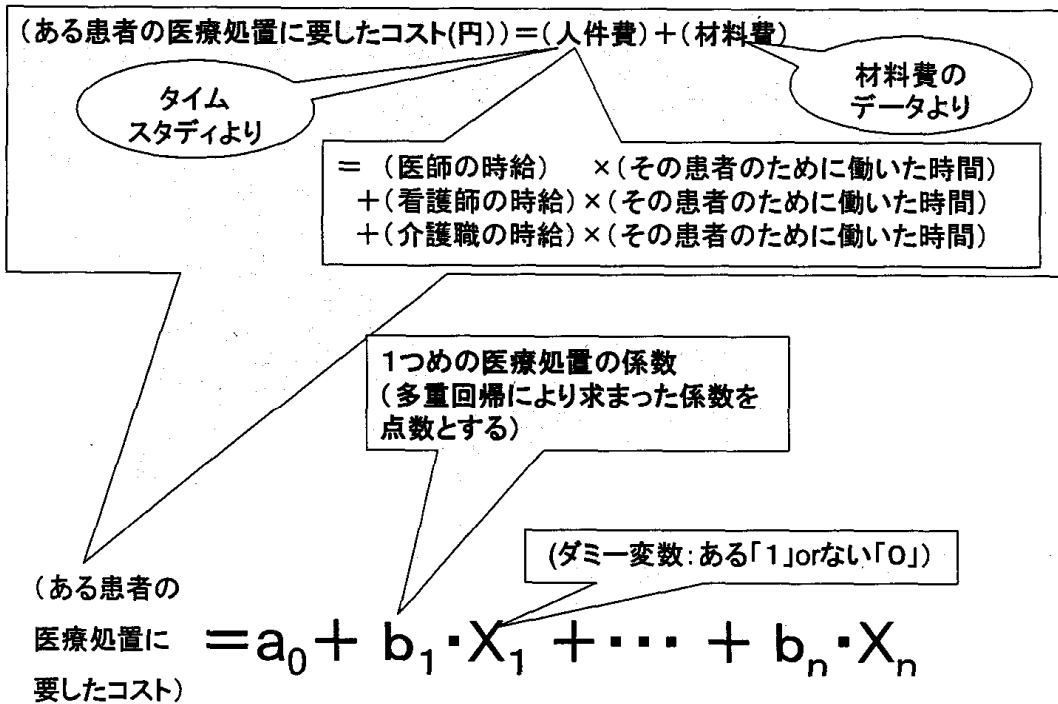 (ある患者の医療処置に要したコスト(円))＝(人件費)＋(材料費)
タイム
スタディより
材料費の
データより
＝ (医師の時給) ×(その患者のために働いた時間)
＋(看護師の時給)×(その患者のために働いた時間)
＋(介護職の時給)×(その患者のために働いた時間)
1つめの医療処置の係数
(多重回帰により求まった係数を
点数とする)
(ダミー変数:ある「1」orない「0」)
(ある患者の
医療処置に
要したコスト)
＝a₀＋ b₁・X₁ ＋・・・ ＋ bₙ・Xₙ